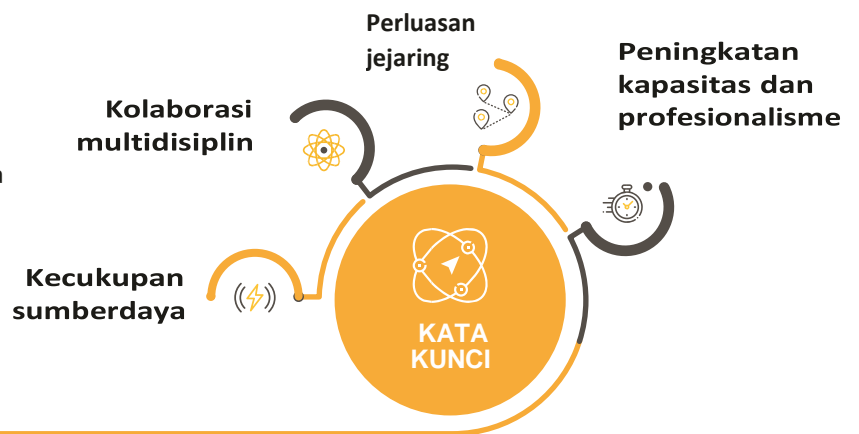 Perluasan
jejaring
Peningkatan
kapasitas dan
profesionalisme
Kolaborasi
multidisiplin
Kecukupan
sumberdaya
KATA
KUNCI